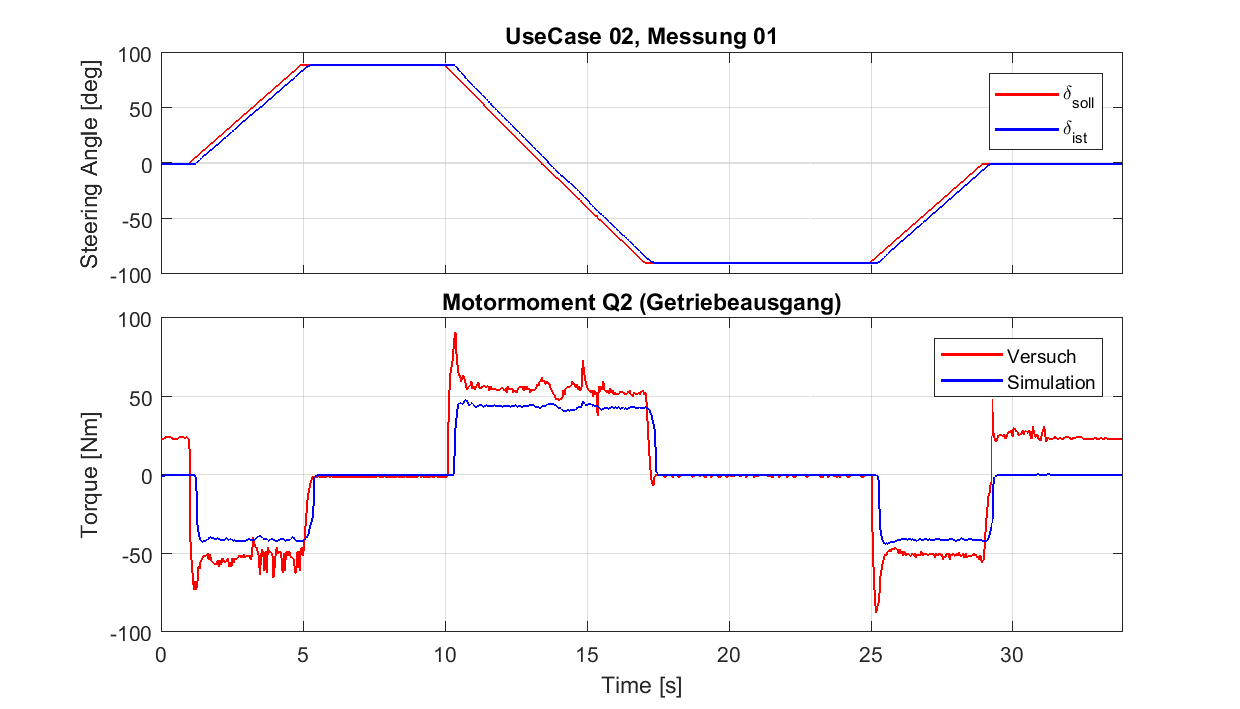 UseCase 02, Messung 01
100
50
0
-50
-100
Steering Angle [deg]
δsoll
δist
Motormoment Q2 (Getriebeausgang)
100
50
0
-50
-100
Torque [Nm]
Versuch
Simulation
0 5 10 15 20 25 30
Time [s]